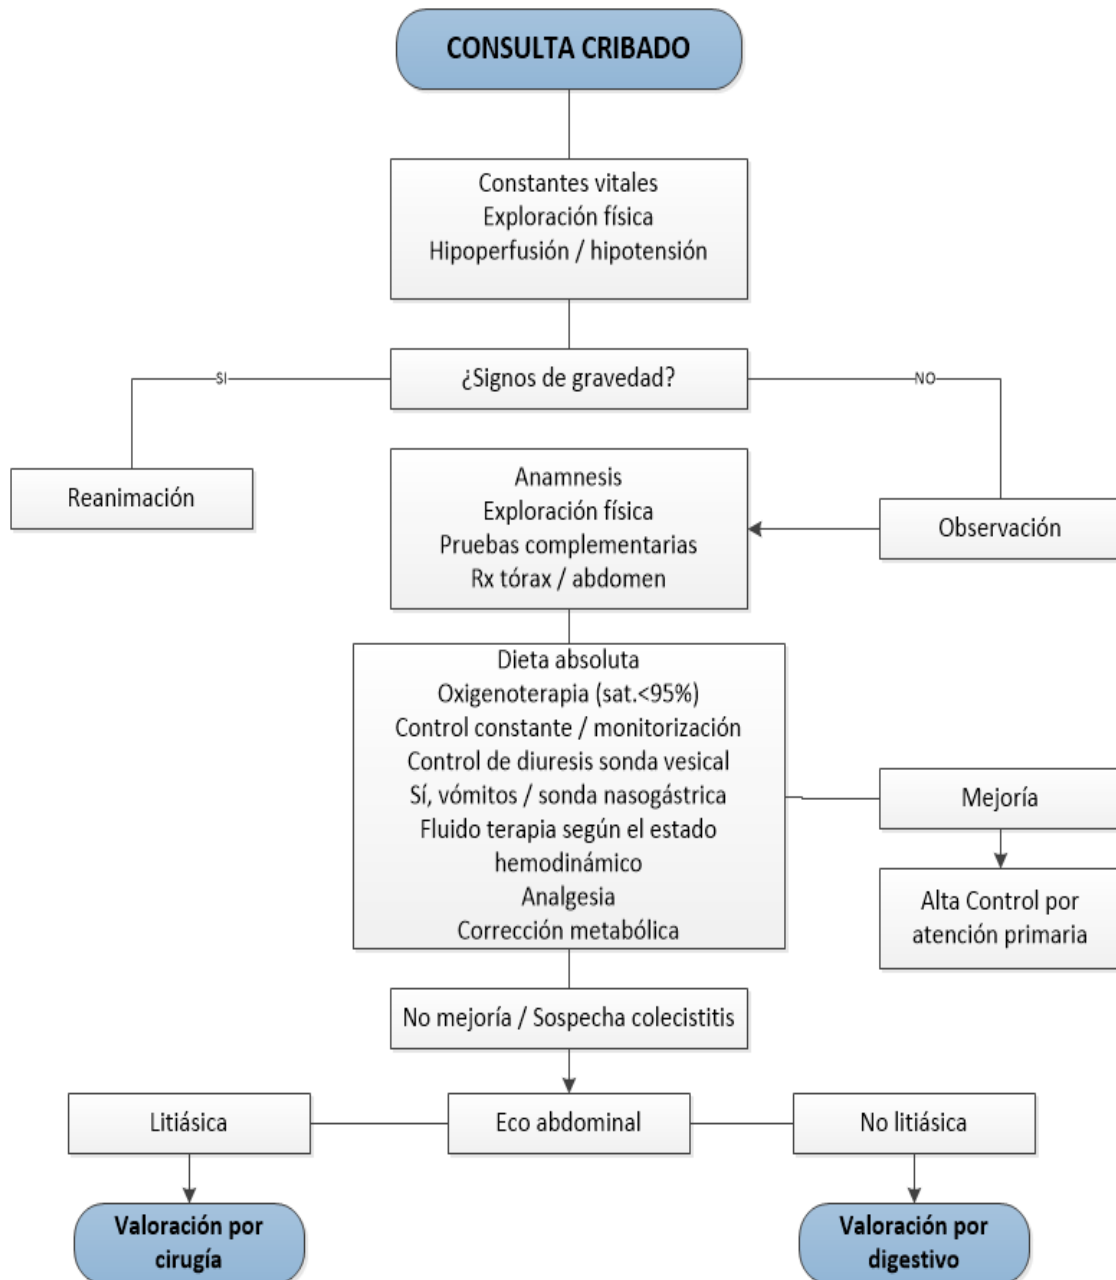 CONSULTA CRIBADO
Constantes vitales
Exploración física
Hipoperfusión / hipotensión
¿Signos de gravedad?
SI
NO
Reanimación
Anamnesis
Exploración física
Pruebas complementarias
Rx tórax / abdomen
Observación
Dieta absoluta
Oxigenoterapia (sat.<95%)
Control constante / monitorización
Control de diuresis sonda vesical
Sí, vómitos / sonda nasogástrica
Fluido terapia según el estado
hemodinámico
Analgesia
Corrección metabólica
Mejoría
Alta Control por
atención primaria
No mejoría / Sospecha colecistitis
Litiásica
Eco abdominal
No litiásica
Valoración por
cirugía
Valoración por
digestivo